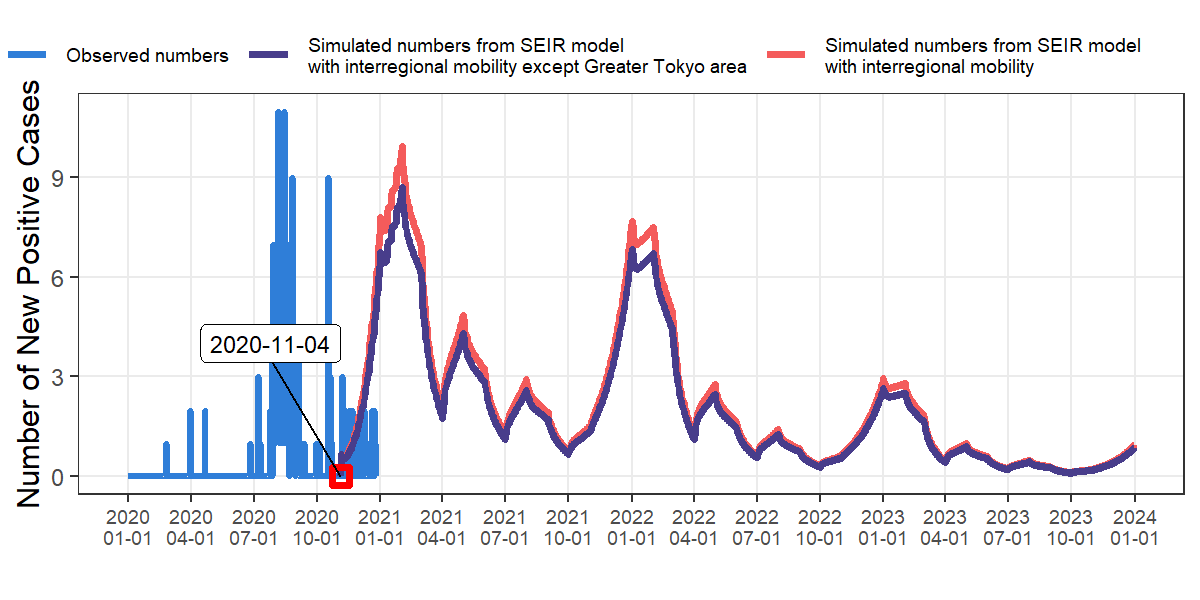 Observed numbers
Simulated numbers from SEIR model
with interregional mobility except Greater Tokyo area
Simulated numbers from SEIR model
with interregional mobility
Number of New Positive Cases
9
6
3
0
2020-11-04
2020 2020 2020 2020 2021 2021 2021 2021 2022 2022 2022 2022 2023 2023 2023 2023 2024
01-01 04-01 07-01 10-01 01-01 04-01 07-01 10-01 01-01 04-01 07-01 10-01 01-01 04-01 07-01 10-01 01-01